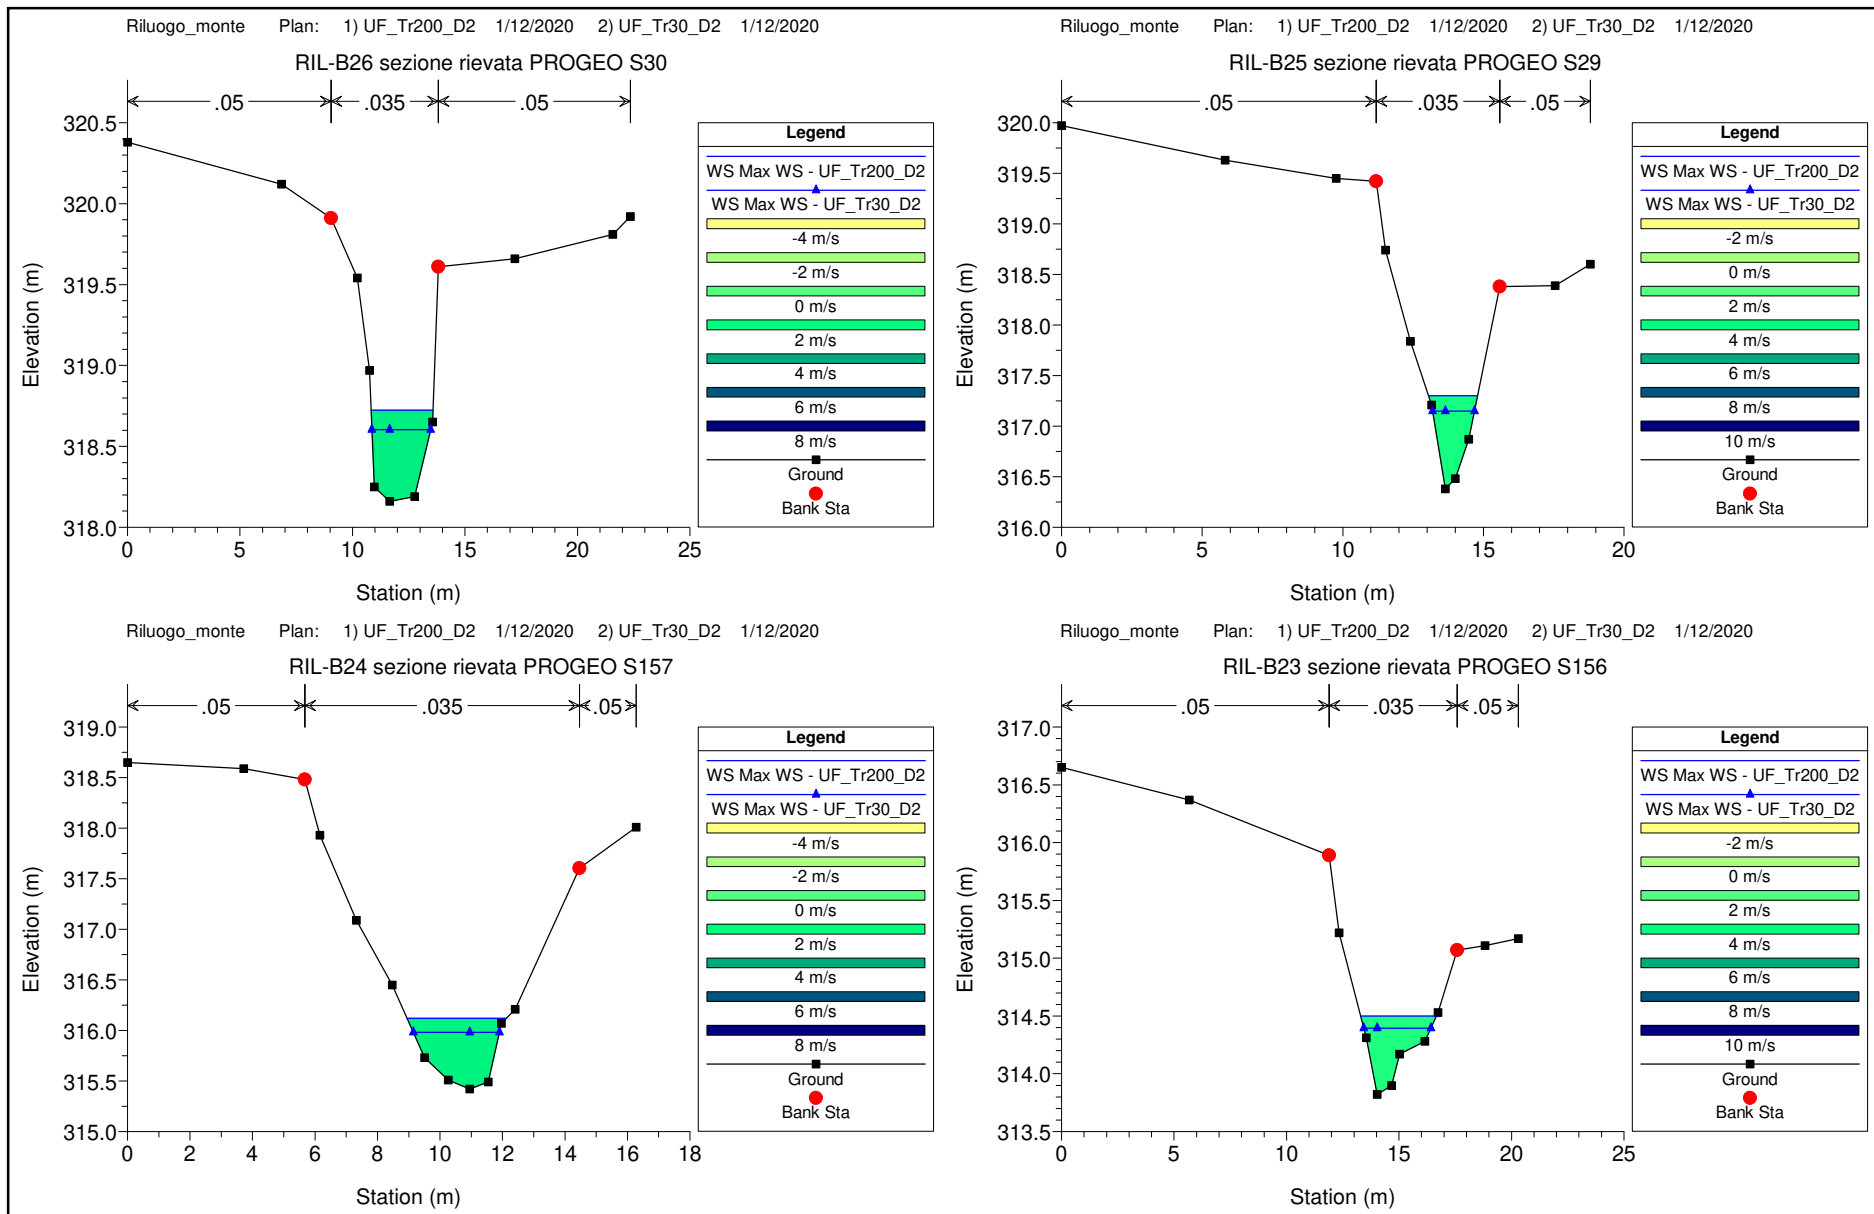 Riluogo_monte Plan: 1) UF_Tr200_D2 1/12/2020 2) UF_Tr30_D2 1/12/2020
RIL-B26 sezione rievata PROGEO S30
.05 .035 .05
320.5
320.0
319.5
319.0
318.5
318.0
Elevation (m)
0 5 10 15 20 25
Station (m)
Legend
WS Max WS - UF_Tr200_D2
WS Max WS - UF_Tr30_D2
-4 m/s
-2 m/s
0 m/s
2 m/s
4 m/s
6 m/s
8 m/s
Ground
Bank Sta
Riluogo_monte Plan: 1) UF_Tr200_D2 1/12/2020 2) UF_Tr30_D2 1/12/2020
RIL-B25 sezione rievata PROGEO S29
.05 .035 .05
320.0
319.5
319.0
318.5
318.0
317.5
317.0
316.5
316.0
Elevation (m)
0 5 10 15 20
Station (m)
Legend
WS Max WS - UF_Tr200_D2
WS Max WS - UF_Tr30_D2
-2 m/s
0 m/s
2 m/s
4 m/s
6 m/s
8 m/s
10 m/s
Ground
Bank Sta
Riluogo_monte Plan: 1) UF_Tr200_D2 1/12/2020 2) UF_Tr30_D2 1/12/2020
RIL-B24 sezione rievata PROGEO S157
.05 .035 .05
319.0
318.5
318.0
317.5
317.0
316.5
316.0
315.5
315.0
Elevation (m)
0 2 4 6 8 10 12 14 16 18
Station (m)
Legend
WS Max WS - UF_Tr200_D2
WS Max WS - UF_Tr30_D2
-4 m/s
-2 m/s
0 m/s
2 m/s
4 m/s
6 m/s
8 m/s
Ground
Bank Sta
Riluogo_monte Plan: 1) UF_Tr200_D2 1/12/2020 2) UF_Tr30_D2 1/12/2020
RIL-B23 sezione rievata PROGEO S156
.05 .035 .05
317.0
316.5
316.0
315.5
315.0
314.5
314.0
313.5
Elevation (m)
0 5 10 15 20 25
Station (m)
Legend
WS Max WS - UF_Tr200_D2
WS Max WS - UF_Tr30_D2
-2 m/s
0 m/s
2 m/s
4 m/s
6 m/s
8 m/s
10 m/s
Ground
Bank Sta